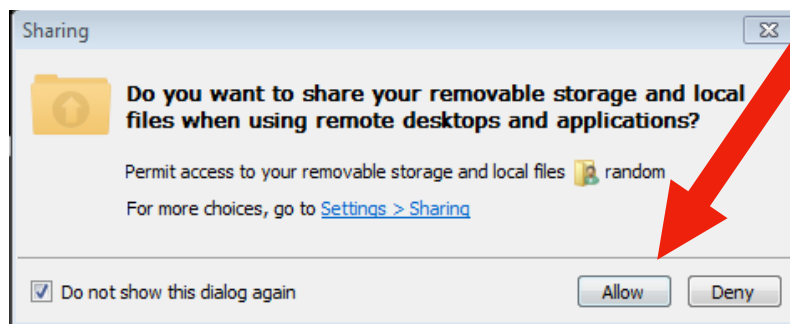 Sharing
Do you want to share your removable storage and local
files when using remote desktops and applications?
Permit access to your removable storage and local files random
For more choices, go to Settings > Sharing
Do not show this dialog again
Allow Deny